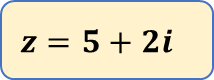 z = 5 + 2i